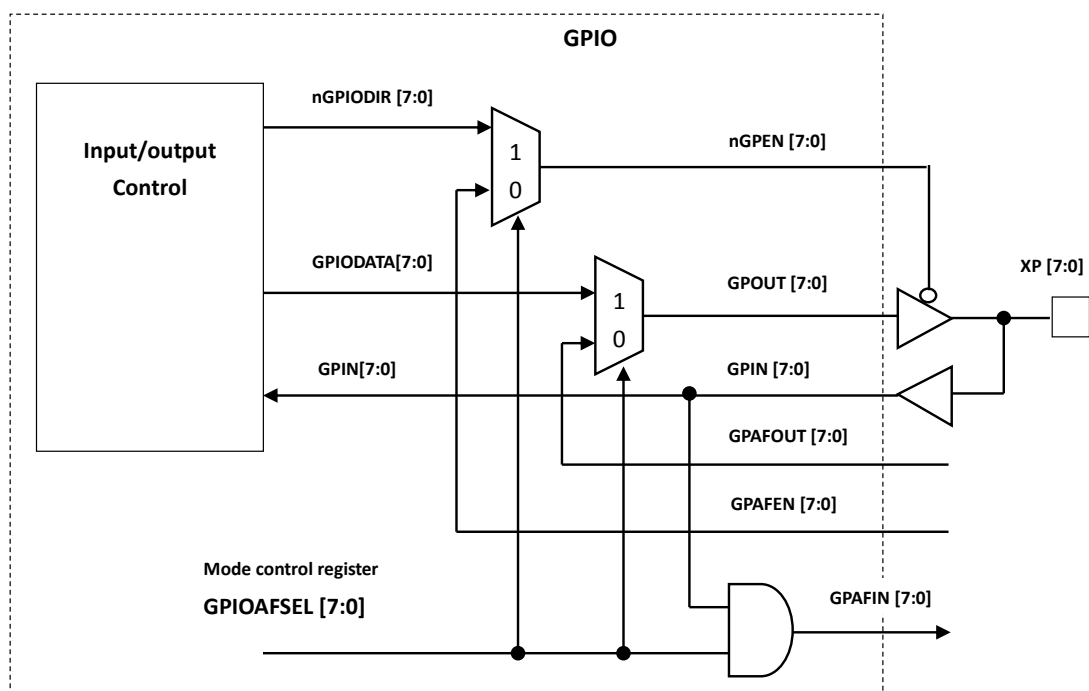 GPIO
nGPIODIR [7:0]
Input/output
Control
1
0
nGPEN [7:0]
GPIODATA[7:0]
1
0
GPOUT [7:0]
XP [7:0]
GPIN[7:0]
GPIN [7:0]
GPAFOUT [7:0]
GPAFEN [7:0]
Mode control register
GPIOAFSEL [7:0]
GPAFIN [7:0]